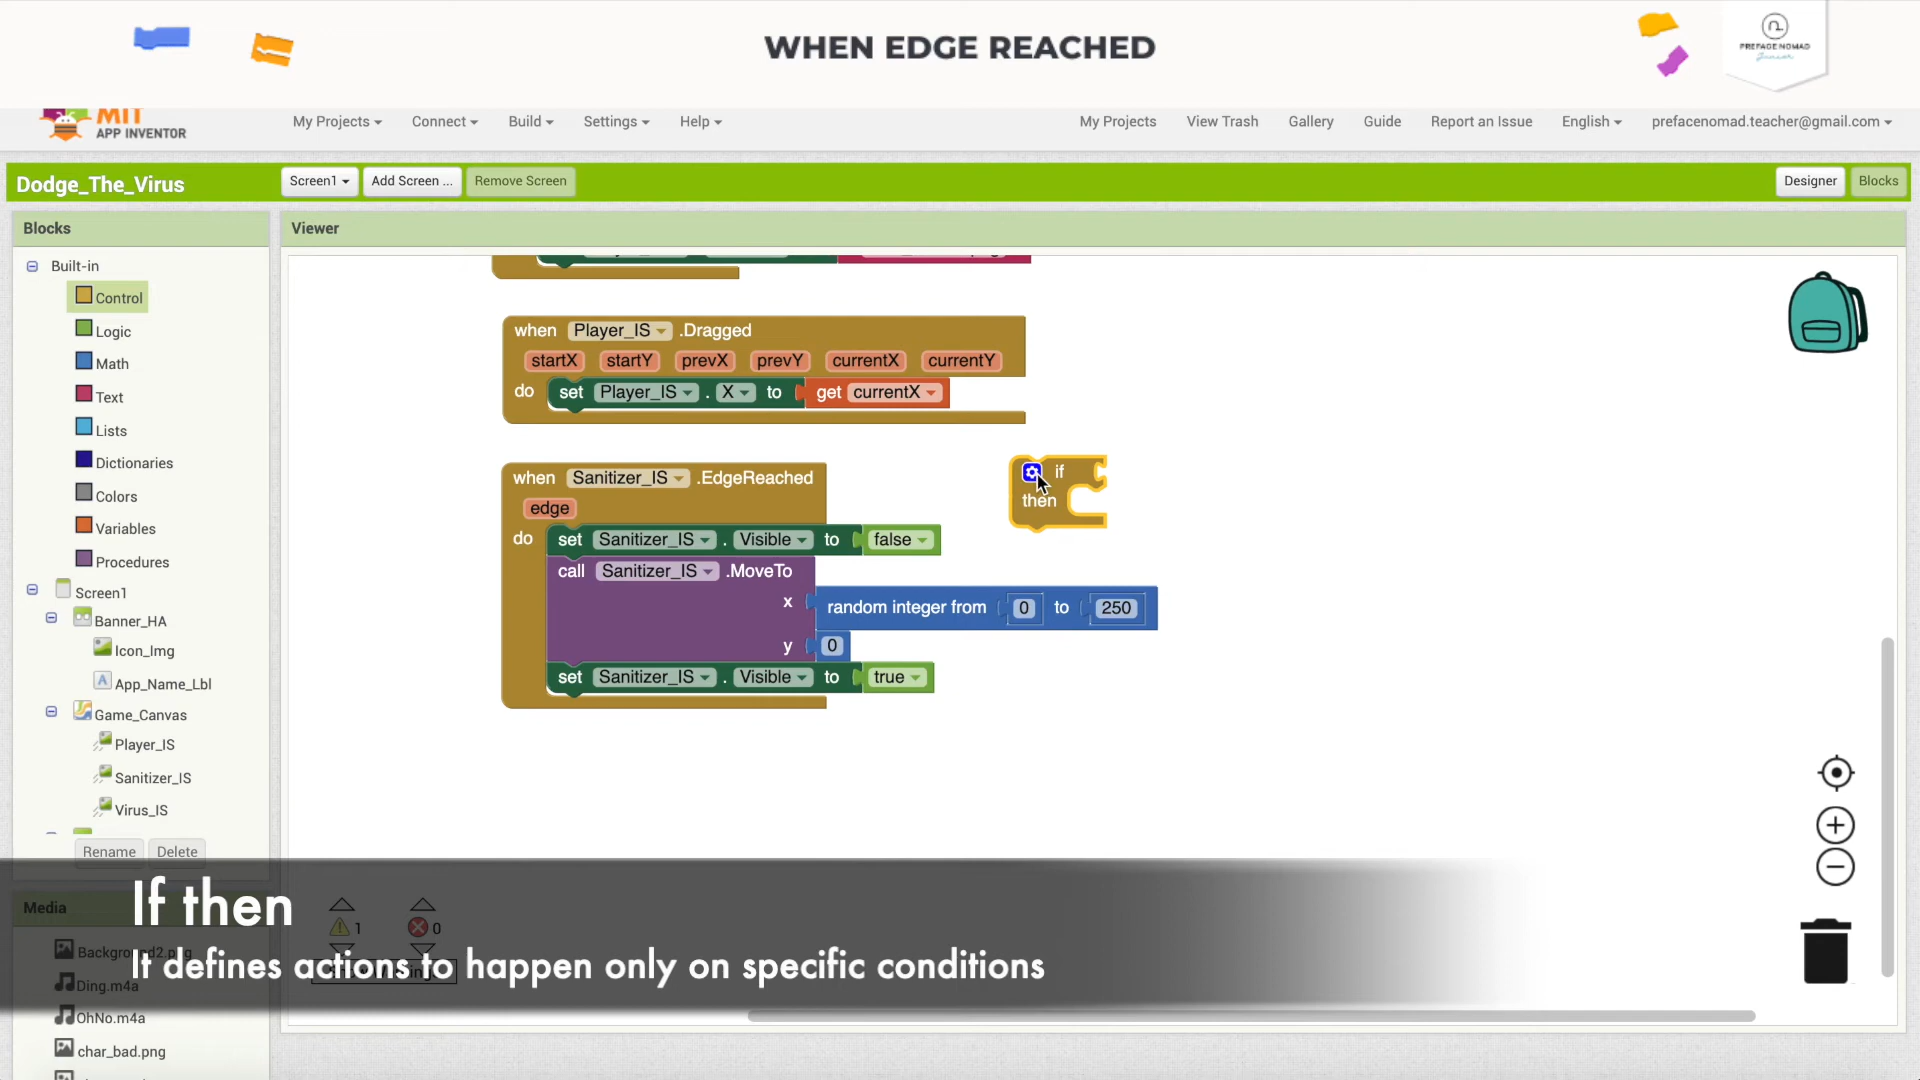 WHEN EDGE REACHED
PREFACE NOMAD
Junior
MIT
APP INVENTOR
My Projects
Connect
Build
Settings
Help
My Projects
View Trash
Gallery
Guide
Report an Issue
English
prefacenomad.teacher@gmail.com
Dodge_The_Virus
Screen1
Add Screen ...
Remove Screen
Designer
Blocks
Blocks
Viewer
Built-in
Control
Logic
Math
Text
Lists
Dictionaries
Colors
Variables
Procedures
Screen1
Banner_HA
Icon_Img
App_Name_Lbl
Game_Canvas
Player_IS
Sanitizer_IS
Virus_IS
Rename
Delete
when Player_IS .Dragged
startX startY prevX prevY currentX currentY
do set Player_IS . X to get currentX
when Sanitizer_IS .EdgeReached
edge
do set Sanitizer_IS . Visible to false
call Sanitizer_IS .MoveTo
x random integer from 0 to 250
y 0
set Sanitizer_IS . Visible to true
if
then
If then
It defines actions to happen only on specific conditions
1
0
Media
Background2.png
Ding.m4a
OhNo.m4a
char_bad.png